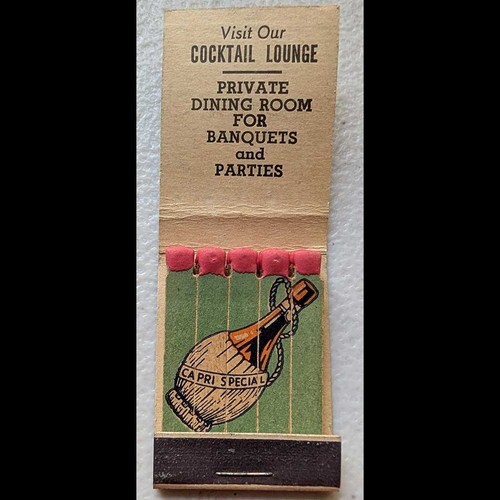 Visit Our
COCKTAIL LOUNGE
PRIVATE
DINING ROOM
FOR
BANQUETS
and
PARTIES
CAPRI SPECIAL